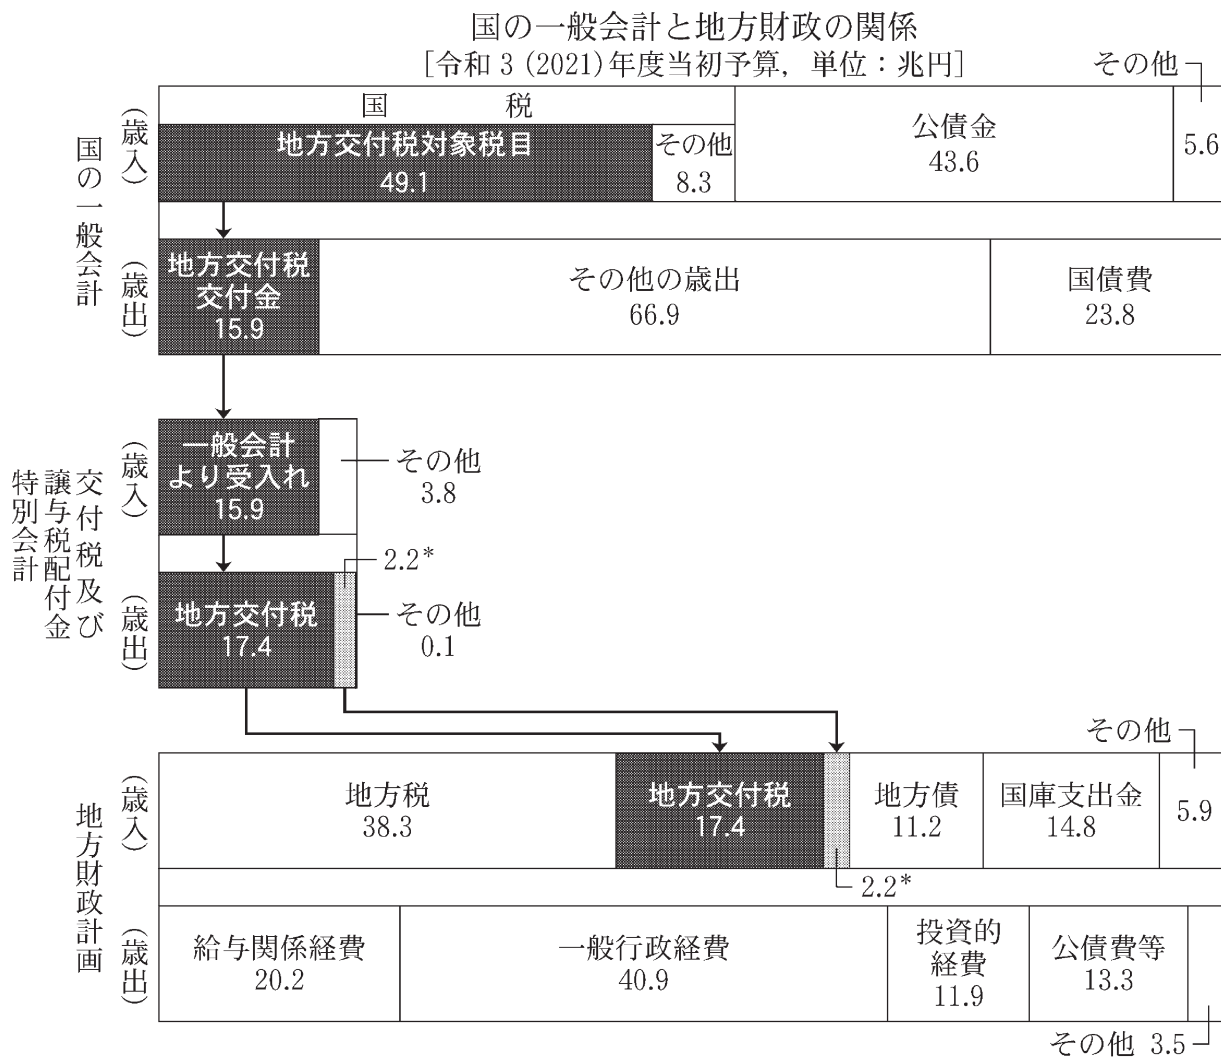 国の一般会計と地方財政の関係
[令和3(2021)年度当初予算，単位：兆円]
国の一般会計
(歳入)
国税
地方交付税対象税目
49.1
その他
8.3
公債金
43.6
その他
5.6
(歳出)
地方交付税
交付金
15.9
その他の歳出
66.9
国債費
23.8
交付税及び
譲与税配付金
特別会計
(歳入)
一般会計
より受入れ
15.9
その他
3.8
(歳出)
地方交付税
17.4
2.2*
その他
0.1
地方財政計画
(歳入)
地方税
38.3
地方交付税
17.4
2.2*
地方債
11.2
国庫支出金
14.8
その他
5.9
(歳出)
給与関係経費
20.2
一般行政経費
40.9
投資的
経費
11.9
公債費等
13.3
その他 3.5